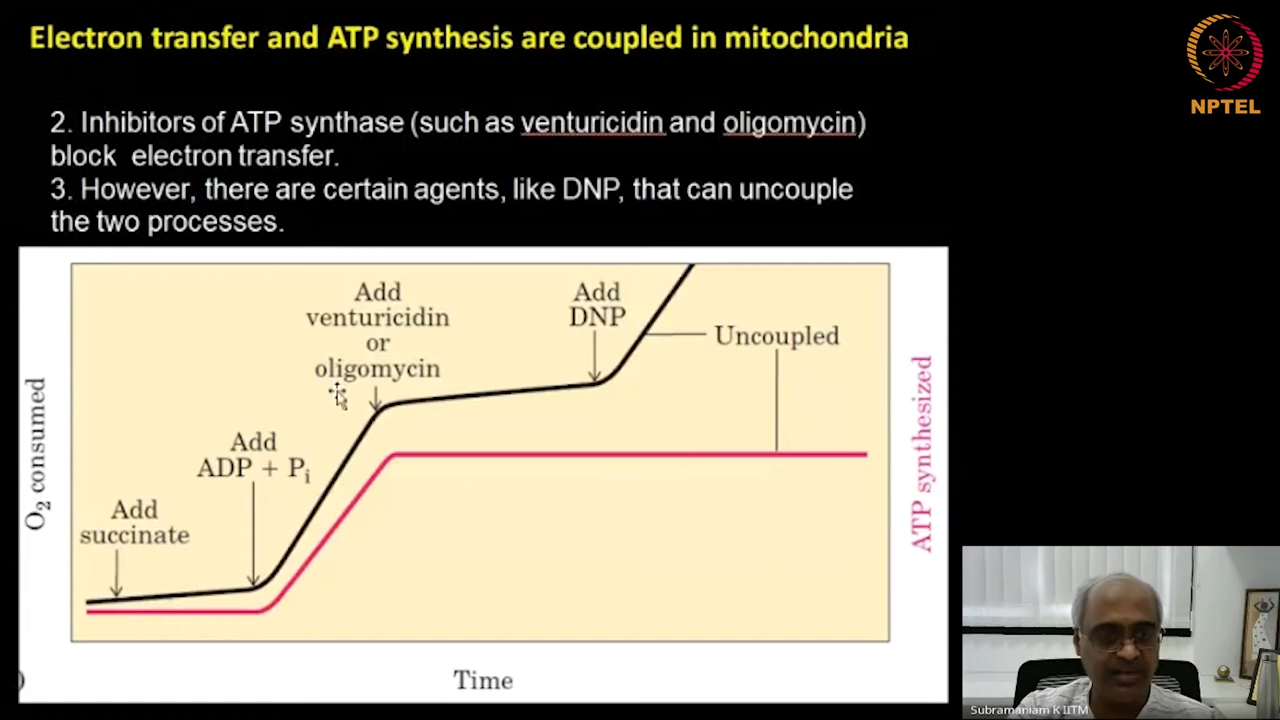 Electron transfer and ATP synthesis are coupled in mitochondria
NPTEL
2. Inhibitors of ATP synthase (such as venturicidin and oligomycin)
block electron transfer.
3. However, there are certain agents, like DNP, that can uncouple
the two processes.
Add
venturicidin
or
oligomycin
Add
DNP
Uncoupled
Add
ADP + Pi
Add
succinate
O2 consumed
ATP synthesized
)
Time
Subramaniam K IITM